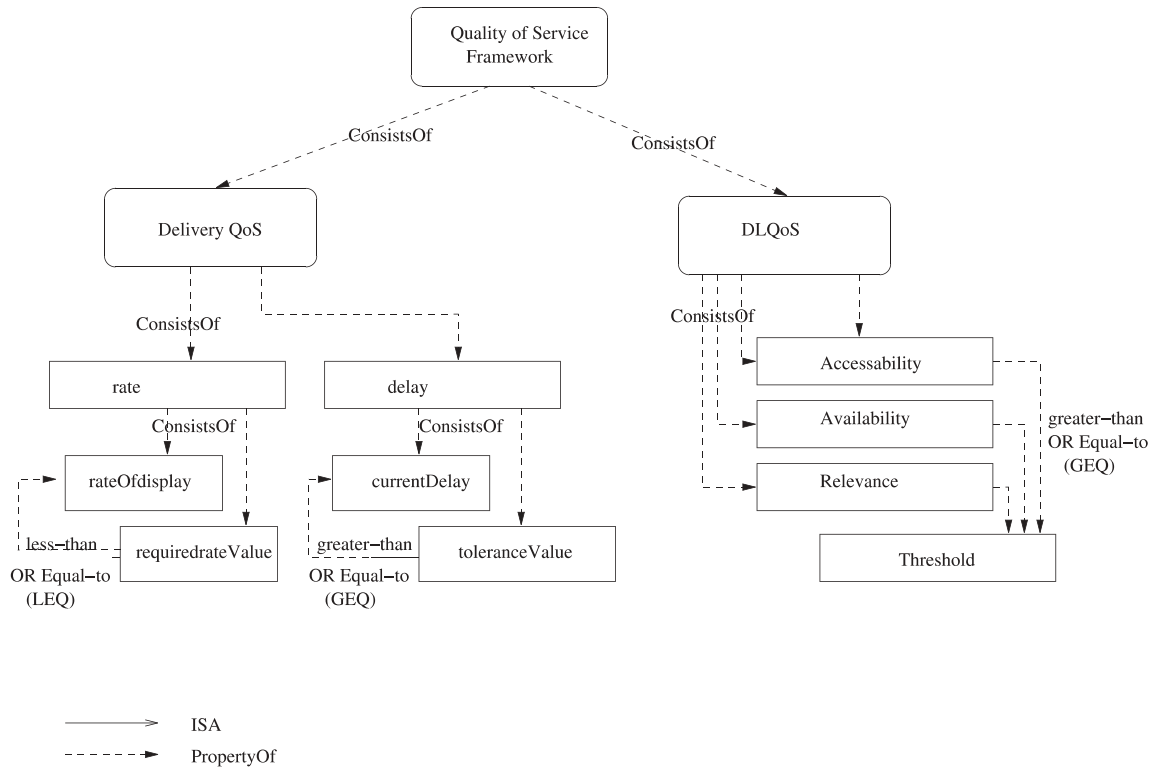 Quality of Service
Framework
ConsistsOf
ConsistsOf
Delivery QoS
DLQoS
ConsistsOf
ConsistsOf
rate
delay
Accessability
ConsistsOf
ConsistsOf
Availability
greater−than
OR Equal−to
(GEQ)
rateOfdisplay
currentDelay
Relevance
less−than
OR Equal−to
(LEQ)
requiredrateValue
greater−than
OR Equal−to
(GEQ)
toleranceValue
Threshold
ISA
PropertyOf